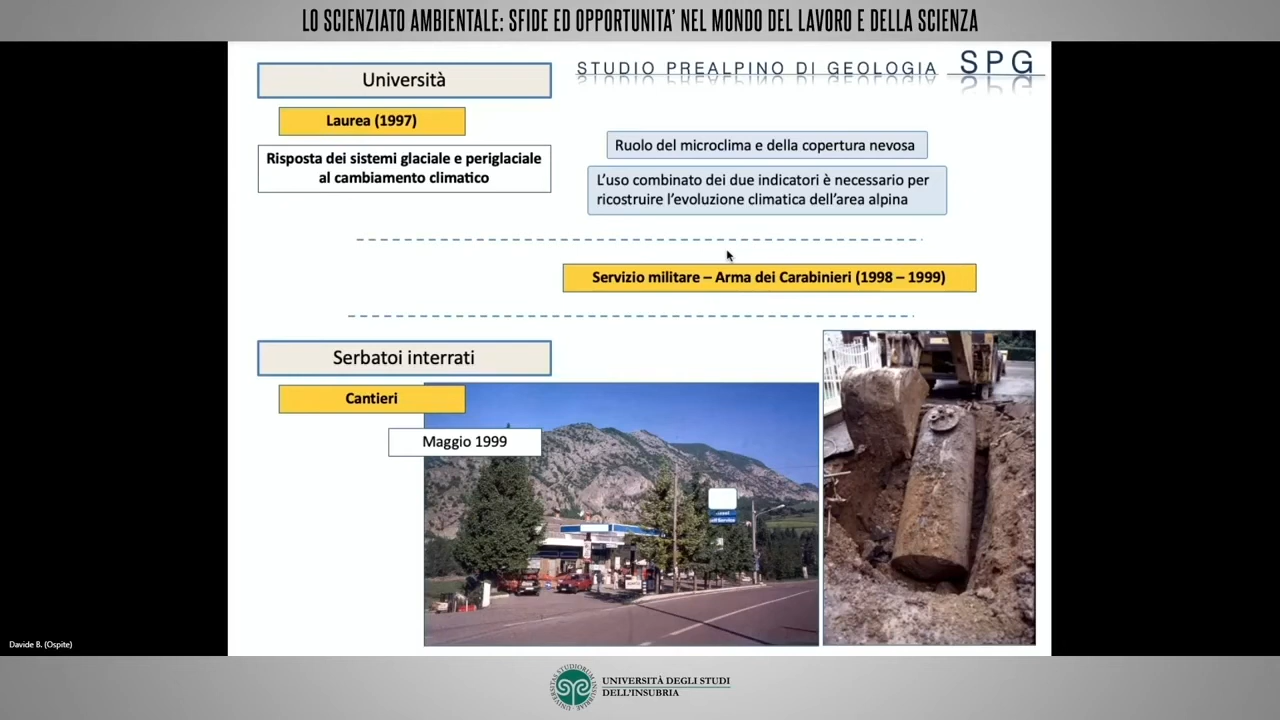 LO SCIENZIATO AMBIENTALE: SFIDE ED OPPORTUNITA' NEL MONDO DEL LAVORO E DELLA SCIENZA
STUDIO PREALPINO DI GEOLOGIA SPG
Università
Laurea (1997)
Risposta dei sistemi glaciale e periglaciale
al cambiamento climatico
Ruolo del microclima e della copertura nevosa
L'uso combinato dei due indicatori è necessario per
ricostruire l'evoluzione climatica dell'area alpina
Servizio militare – Arma dei Carabinieri (1998 – 1999)
Serbatoi interrati
Cantieri
Maggio 1999
Davide B. (Ospite)
UNIVERSITÀ DEGLI STUDI
DELL'INSUBRIA